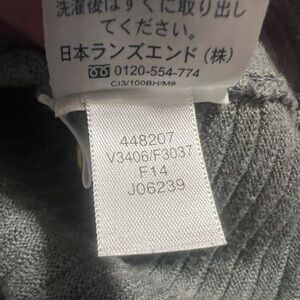 洗濯後はすぐに取り出し
てください。
日本ランズエンド（株）
0120-554-774
CI3/100BH/M8
448207
V3406/F3037
F14
J06239